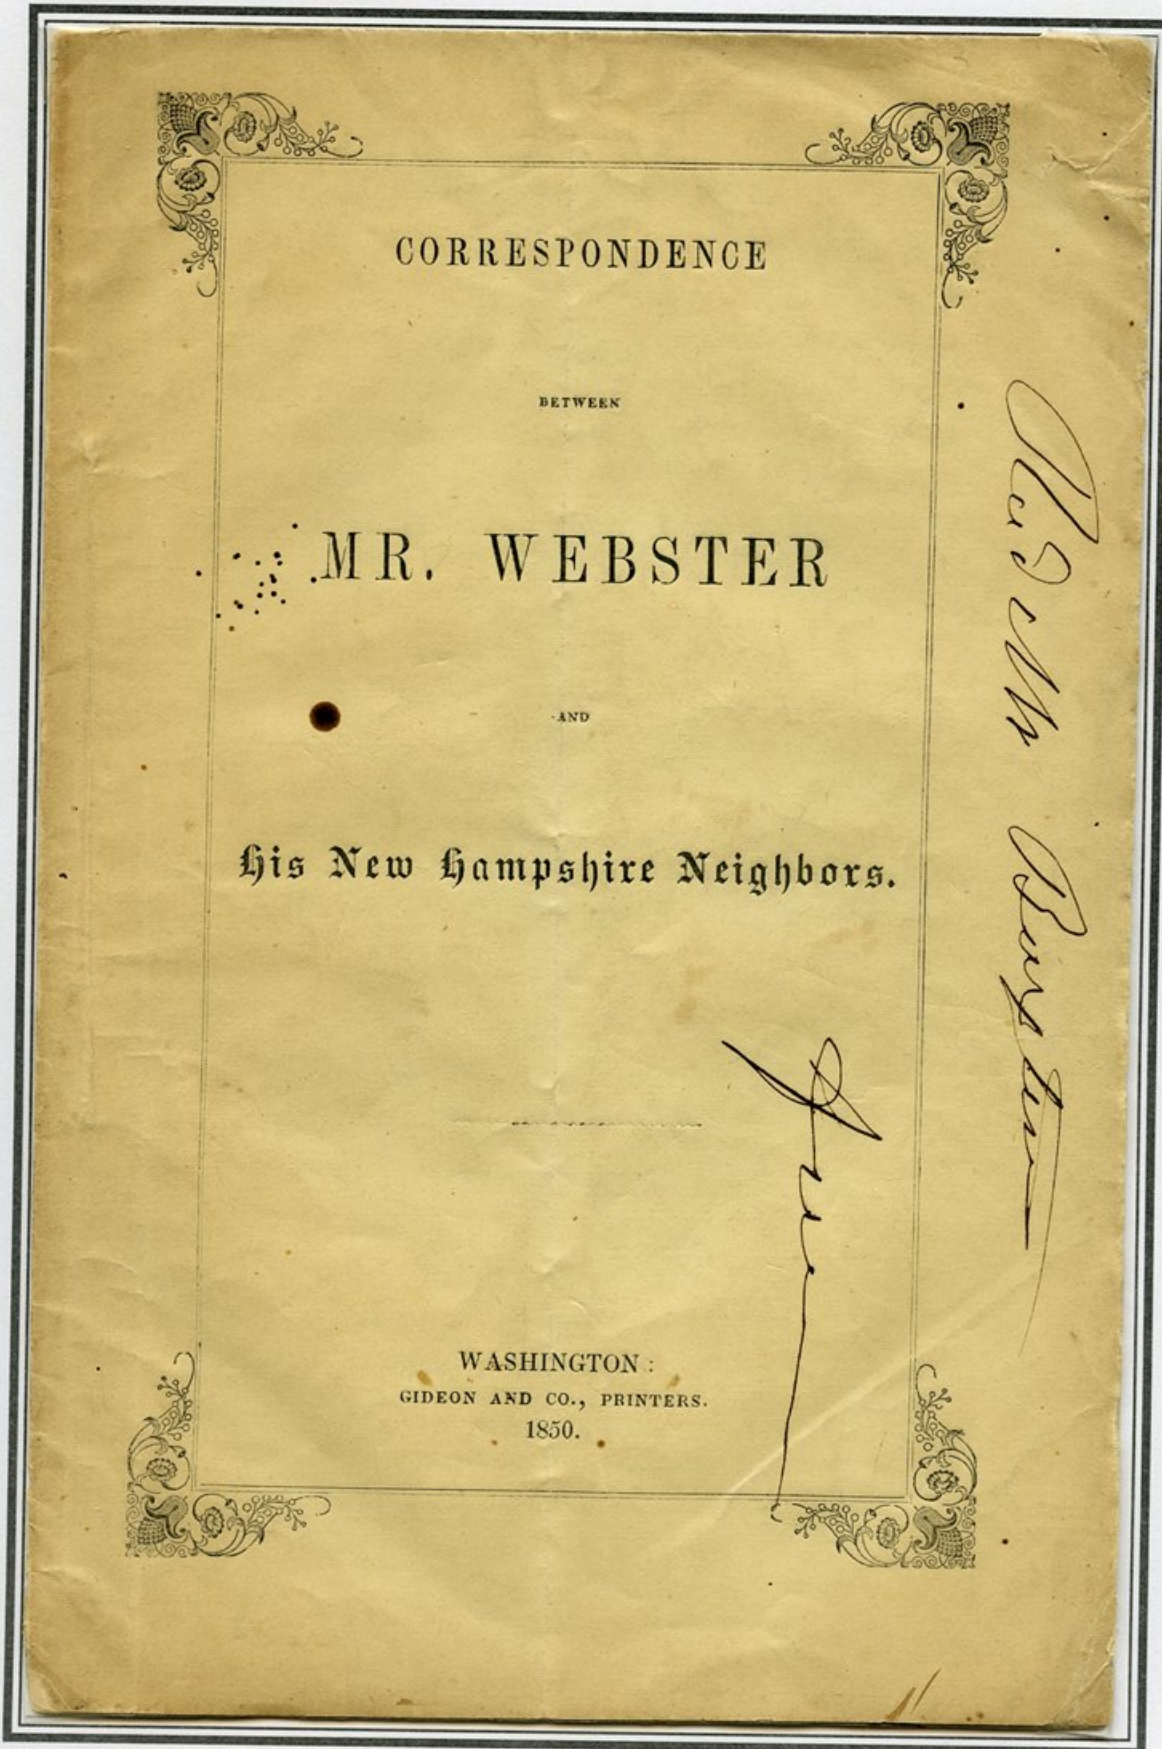 CORRESPONDENCE
BETWEEN
MR. WEBSTER
AND
His New Hampshire Neighbors.
WASHINGTON:
GIDEON AND CO., PRINTERS.
1850.